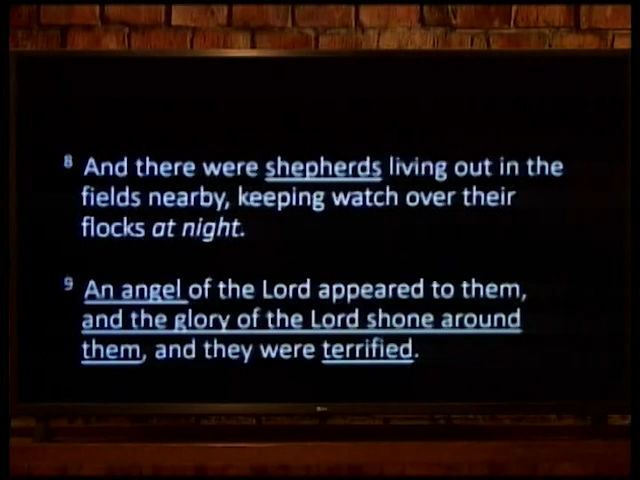 8 And there were shepherds living out in the
fields nearby, keeping watch over their
flocks at night.
9 An angel of the Lord appeared to them,
and the glory of the Lord shone around
them, and they were terrified.